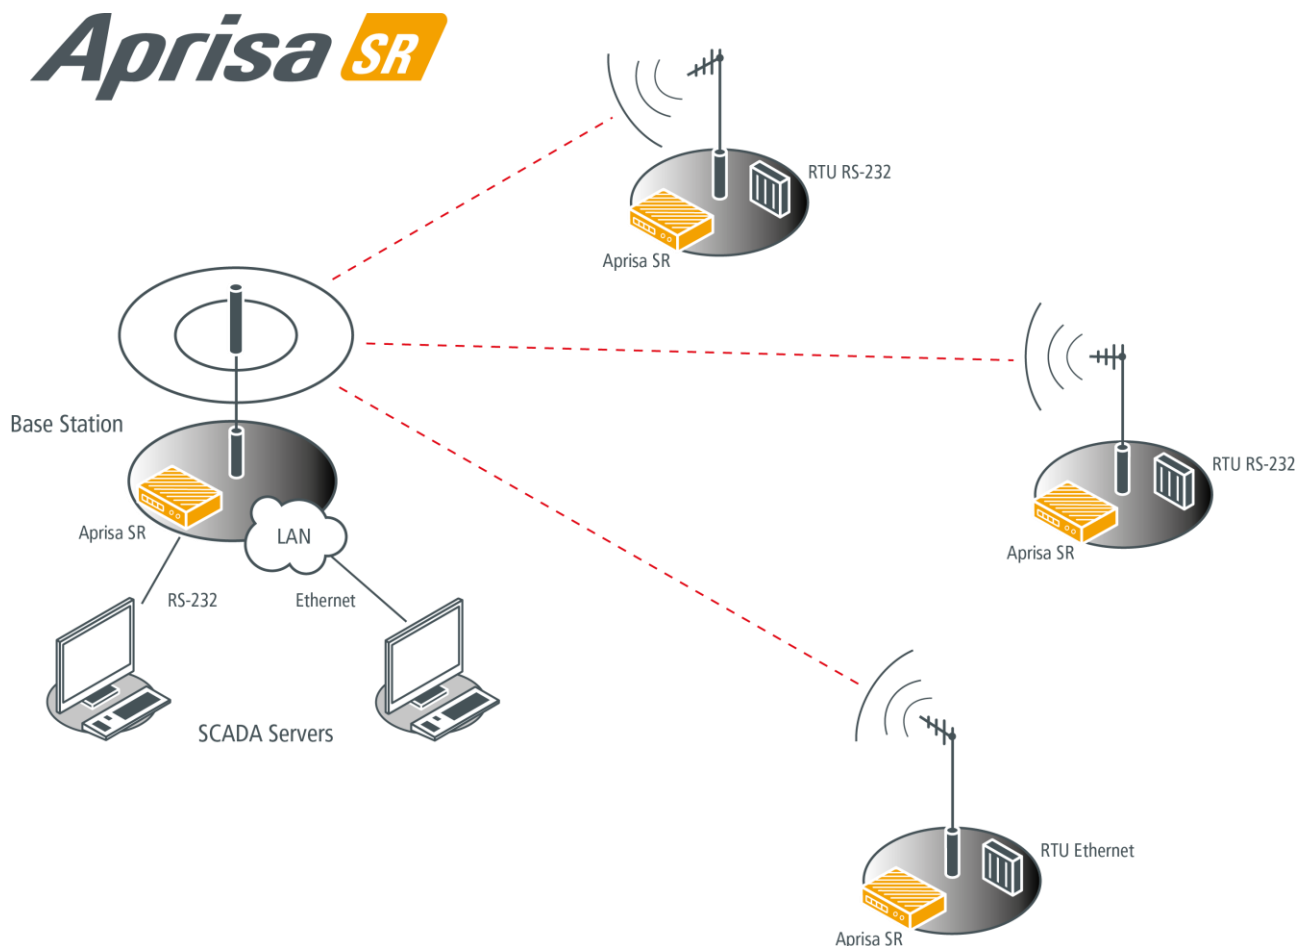 Aprisa SR
RTU RS-232
Aprisa SR
Base Station
RTU RS-232
Aprisa SR
LAN
Aprisa SR
RS-232
Ethernet
SCADA Servers
RTU Ethernet
Aprisa SR